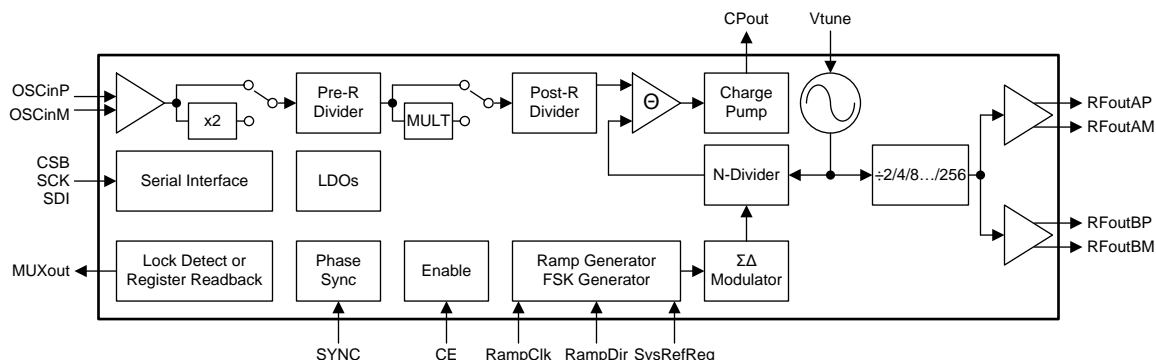 CPout
Vtune
OSCinP
OSCinM
x2
Pre-R
Divider
MULT
Post-R
Divider
Θ
Charge
Pump
RFoutAP
RFoutAM
CSB
SCK
SDI
Serial Interface
LDOs
N-Divider
÷2/4/8…/256
RFoutBP
RFoutBM
MUXout
Lock Detect or
Register Readback
Phase
Sync
Enable
Ramp Generator
FSK Generator
ΣΔ
Modulator
SYNC
CE
RampClk
RampDir
SysRefReq